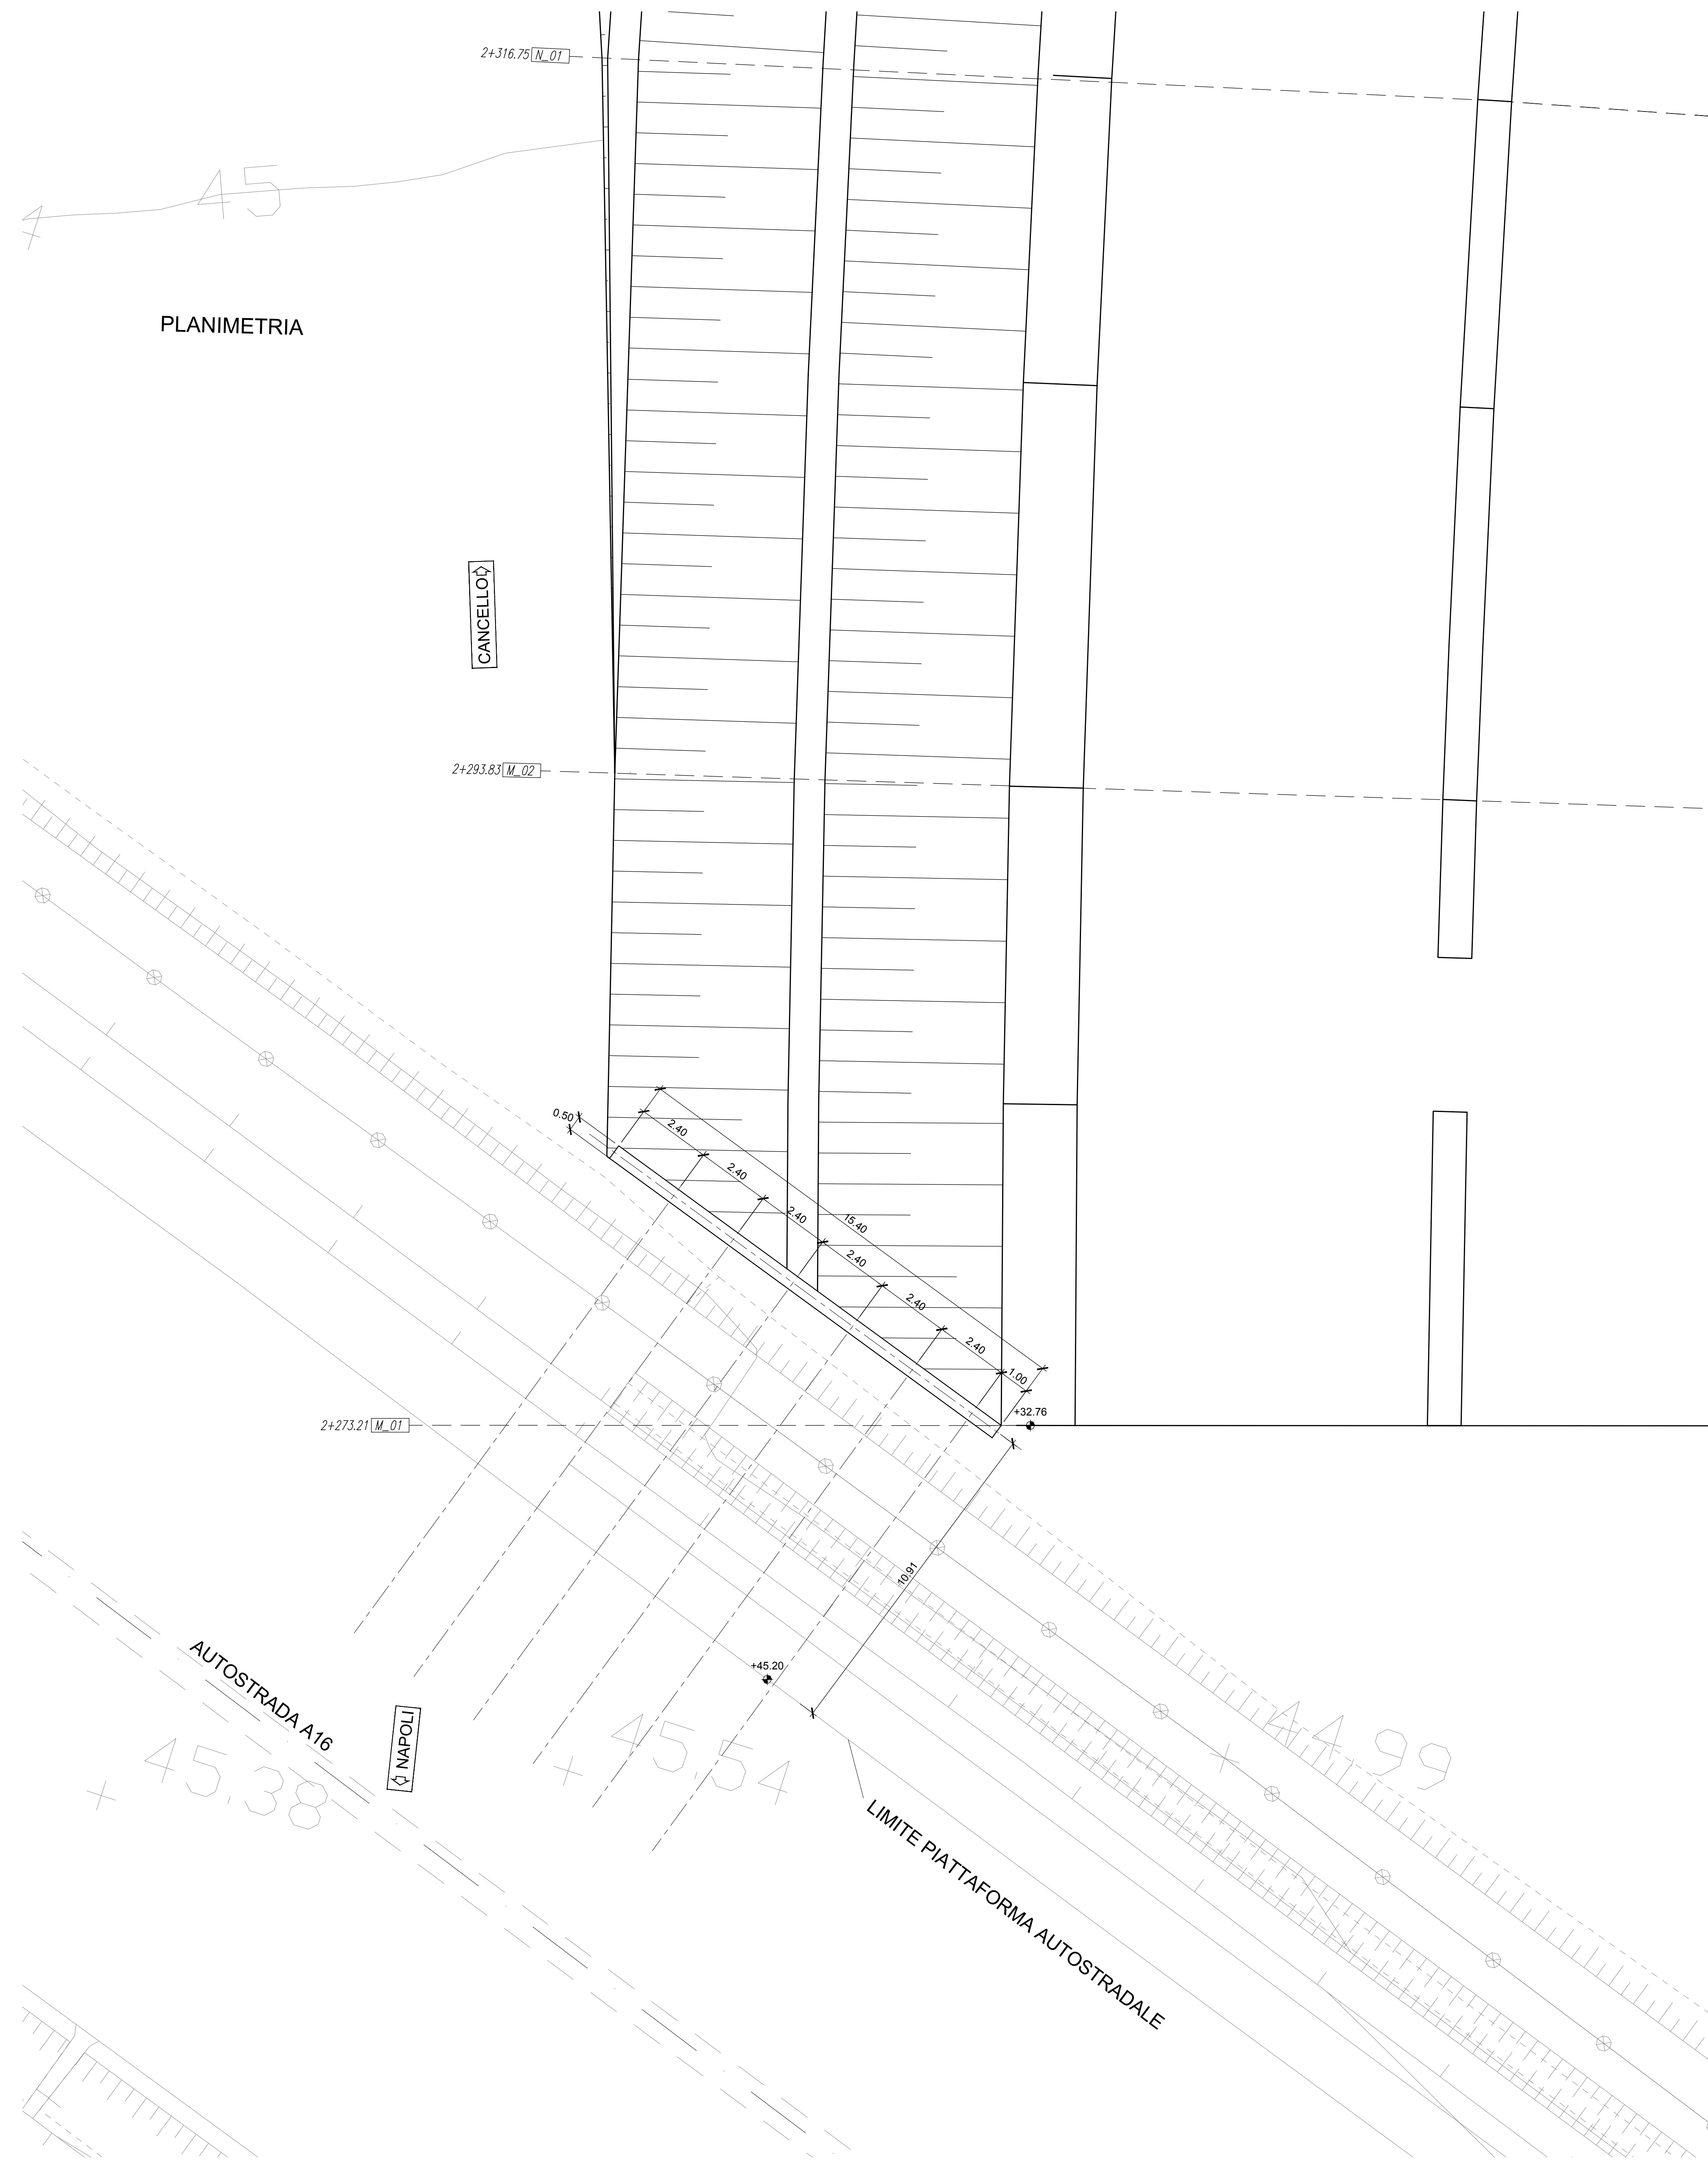 2+316.75 N_01
45
4
PLANIMETRIA
CANCELLO
2+293.83 M_02
0.50
2.40
2.40
2.40
15.40
2.40
2.40
2.40
1.00
+32.76
2+273.21 M_01
10.91
+45.20
AUTOSTRADA A16
NAPOLI
45,38
45,54
44,99
LIMITE PIATTAFORMA AUTOSTRADALE